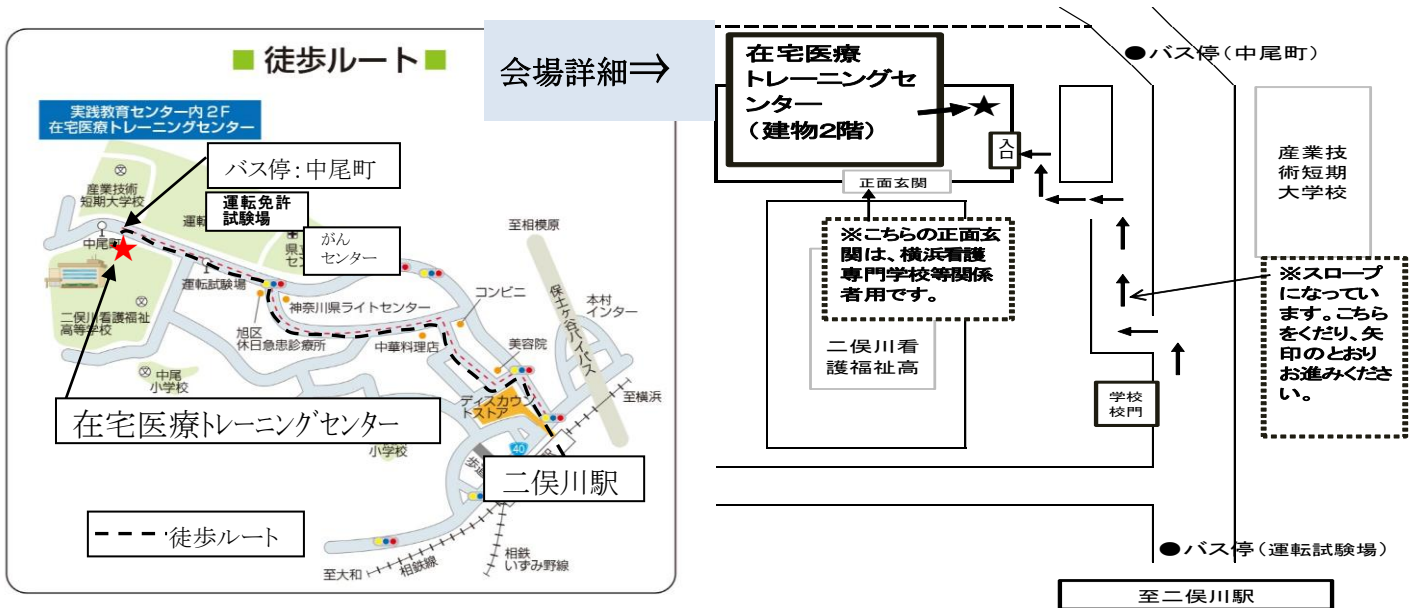 ■ 徒歩ルート ■
会場詳細⇒
実践教育センター内2F
在宅医療トレーニングセンター
バス停：中尾町
産業技術
短期大学校
運転免許
試験場
がん
センター
中尾町
運転試験場
二俣川看護福祉
高等学校
旭区
休日急患診療所
神奈川県ライトセンター
中華料理店
コンビニ
美容院
至相模原
保土ヶ谷バイパス
本村
インター
至横浜
中尾
小学校
ディスカウン
トストア
在宅医療トレーニングセンター
小学校
40
二俣川駅
徒歩ルート
至大和
相鉄線
相鉄
いずみ野線
在宅医療
トレーニングセ
ンター
（建物2階）
入口
正面玄関
※こちらの正面玄
関は、横浜看護
専門学校等関係
者用です。
二俣川看
護福祉高
●バス停（中尾町）
産業技
術短期
大学校
※スロープ
になってい
ます。こちら
をくだり、矢
印のとおり
お進みくださ
い。
学校
校門
●バス停（運転試験場）
至二俣川駅